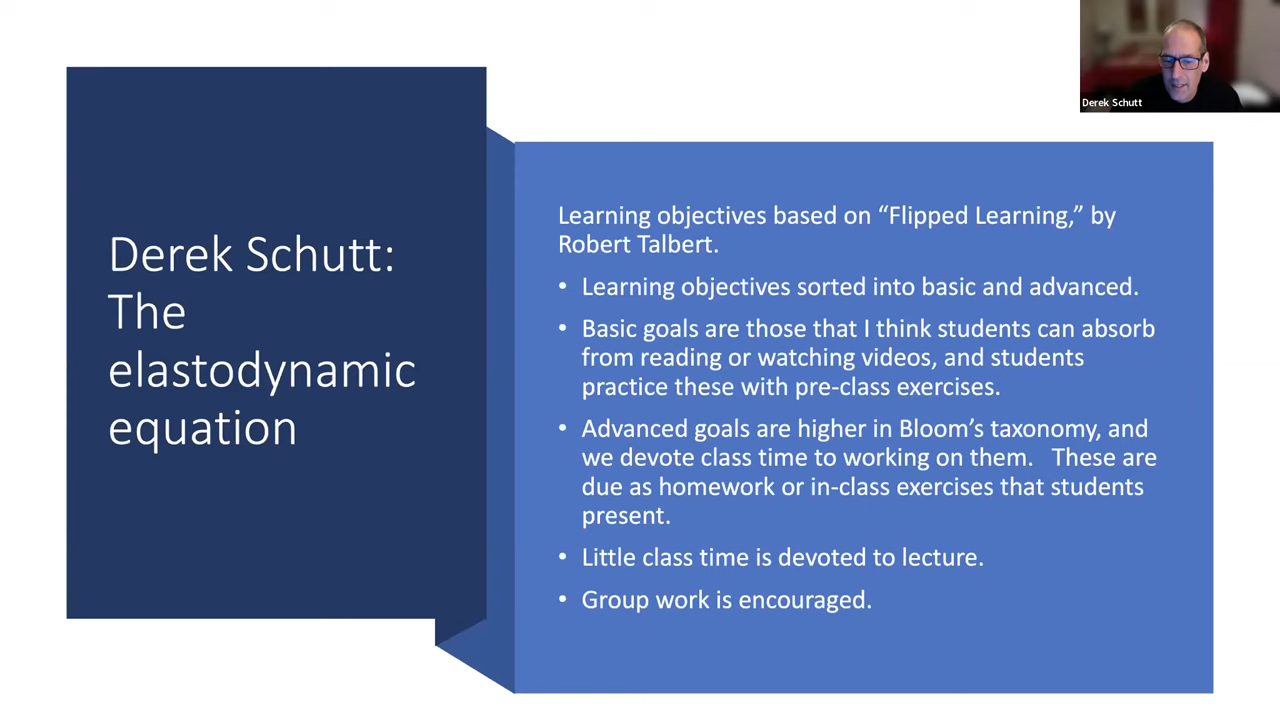 Derek Schutt
Derek Schutt:
The
elastodynamic
equation
Learning objectives based on “Flipped Learning,” by
Robert Talbert.
• Learning objectives sorted into basic and advanced.
• Basic goals are those that I think students can absorb
from reading or watching videos, and students
practice these with pre-class exercises.
• Advanced goals are higher in Bloom’s taxonomy, and
we devote class time to working on them.   These are
due as homework or in-class exercises that students
present.
• Little class time is devoted to lecture.
• Group work is encouraged.